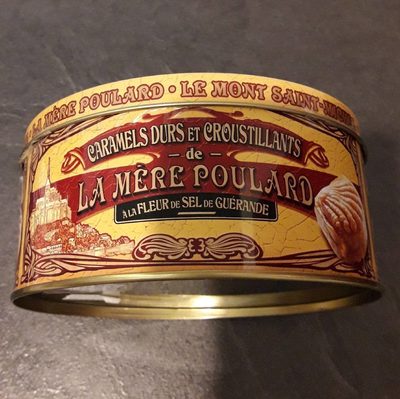 LA MÈRE POULARD • LE MONT SAINT-MICHEL
CARAMELS DURS ET CROUSTILLANTS
- de -
LA MÈRE POULARD
À LA FLEUR DE SEL DE GUÉRANDE